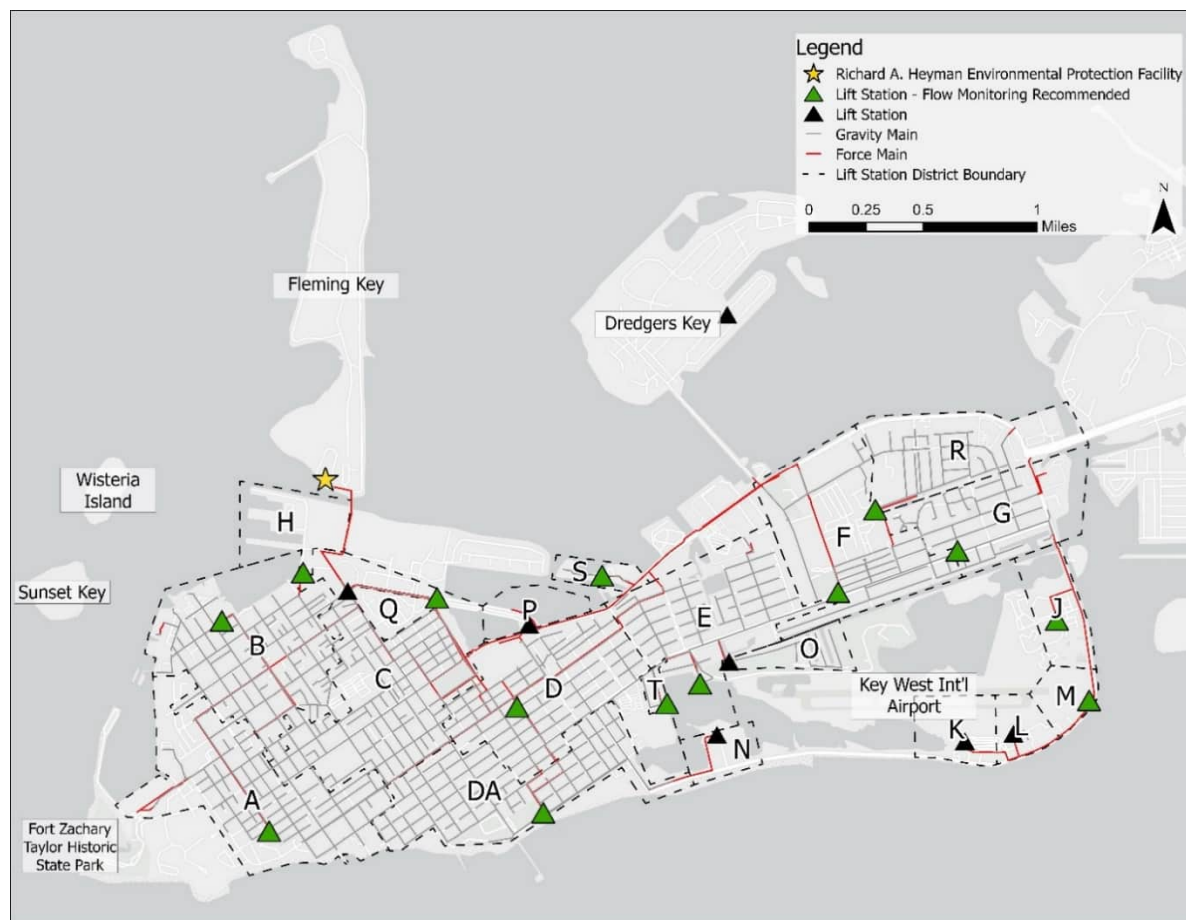 Legend
Richard A. Heyman Environmental Protection Facility
Lift Station - Flow Monitoring Recommended
Lift Station
Gravity Main
Force Main
Lift Station District Boundary
0 0.25 0.5 1
Miles
N
Fleming Key
Dredgers Key
Wisteria
Island
Sunset Key
H
R
G
F
S
P
Q
B
C
E
O
J
D
T
Key West Int'l
Airport
M
K
L
N
DA
A
Fort Zachary
Taylor Historic
State Park